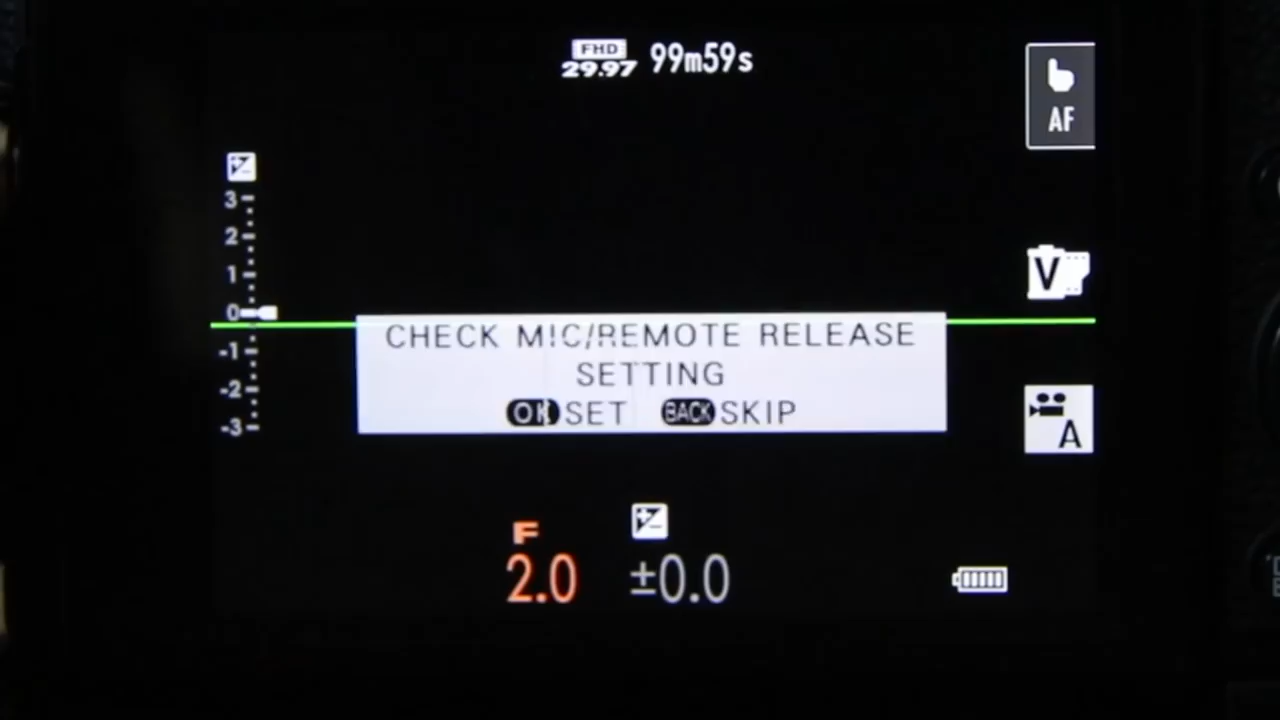 FHD
29.97 99m59s
AF
3
2
1
0
-1
-2
-3
V
CHECK MIC/REMOTE RELEASE
SETTING
OK SET BACK SKIP
A
F
2.0 ±0.0